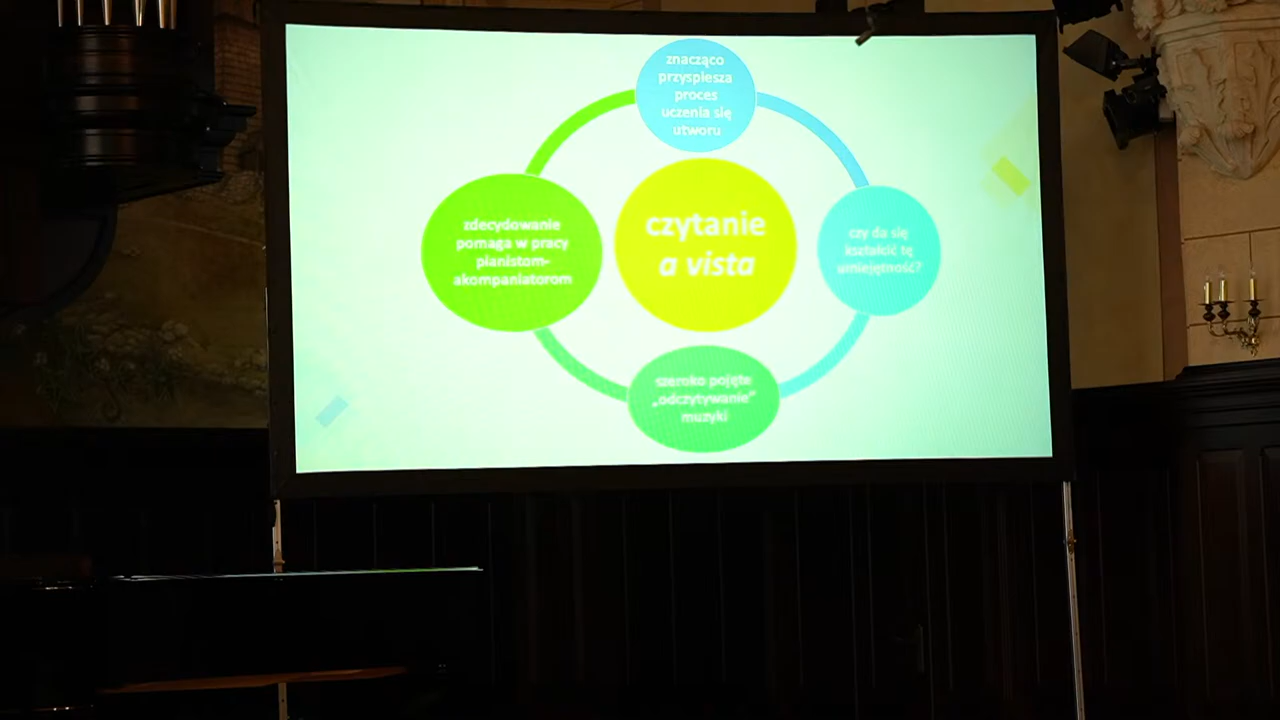 znacząco
przyspiesza
proces
uczenia się
utworu
zdecydowanie
pomaga w pracy
pianistom-
akompaniatorom
czytanie
a vista
czy da się
kształcić tę
umiejętność?
szeroko pojęte
„odczytywanie”
muzyki